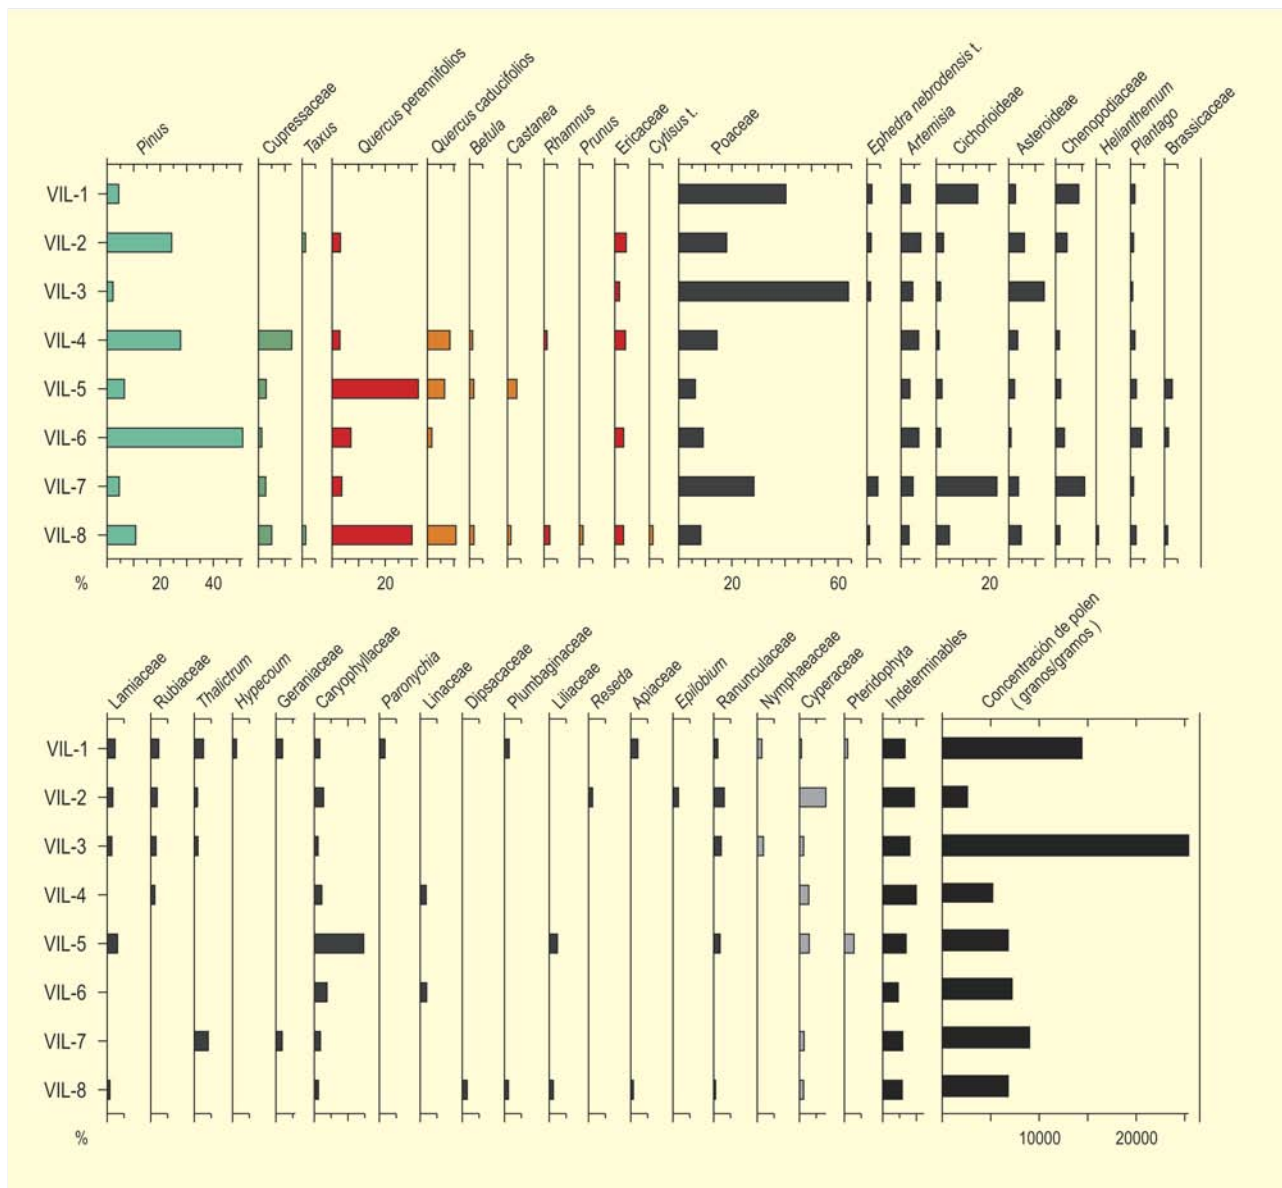 Pinus
Cupressaceae
Taxus
Quercus perennifolios
Quercus caducifolios
Betula
Castanea
Rhamnus
Prunus
Ericaceae
Cytisus t.
Poaceae
Ephedra nebrodensis t.
Artemisia
Cichorioideae
Asteroideae
Chenopodiaceae
Helianthemum
Plantago
Brassicaceae
VIL-1
VIL-2
VIL-3
VIL-4
VIL-5
VIL-6
VIL-7
VIL-8
% 20 40 20 20 60 20
Lamiaceae
Rubiaceae
Thalictrum
Hypecoum
Geraniaceae
Caryophyllaceae
Paronychia
Linaceae
Dipsacaceae
Plumbaginaceae
Liliaceae
Reseda
Apiaceae
Epilobium
Ranunculaceae
Nymphaeaceae
Cyperaceae
Pteridophyta
Indeterminables
Concentración de polen
( granos/gramos )
VIL-1
VIL-2
VIL-3
VIL-4
VIL-5
VIL-6
VIL-7
VIL-8
% 10000 20000